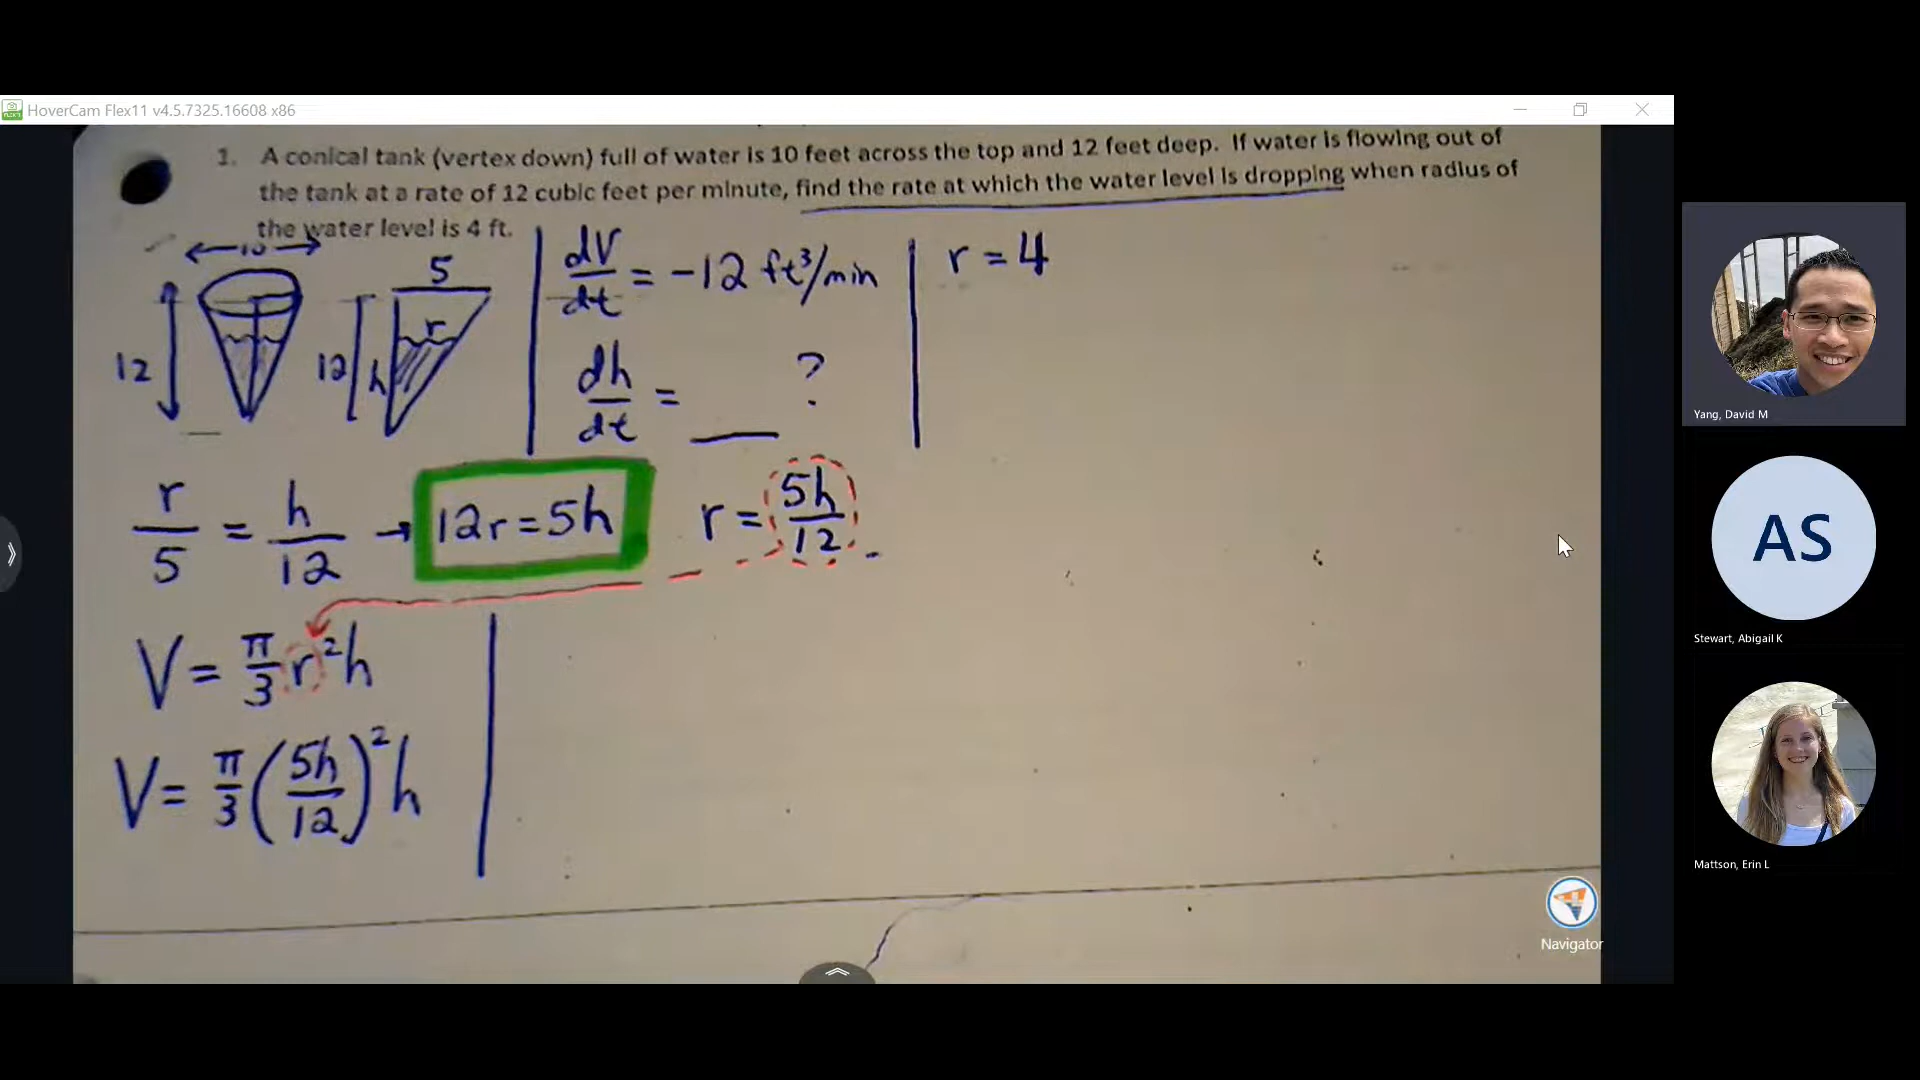 HoverCam Flex11 v4.5.7325.16608 x86
1. A conical tank (vertex down) full of water is 10 feet across the top and 12 feet deep. If water is flowing out of
the tank at a rate of 12 cubic feet per minute, find the rate at which the water level is dropping when radius of
the water level is 4 ft.
10
12
5
r
12
h
dV/dt = -12 ft³/min
dh/dt = ___ ?
r = 4
r/5 = h/12 → 12r = 5h
r = 5h/12
V = π/3 r²h
V = π/3 (5h/12)² h
Navigator
Yang, David M
AS
Stewart, Abigail K
Mattson, Erin L